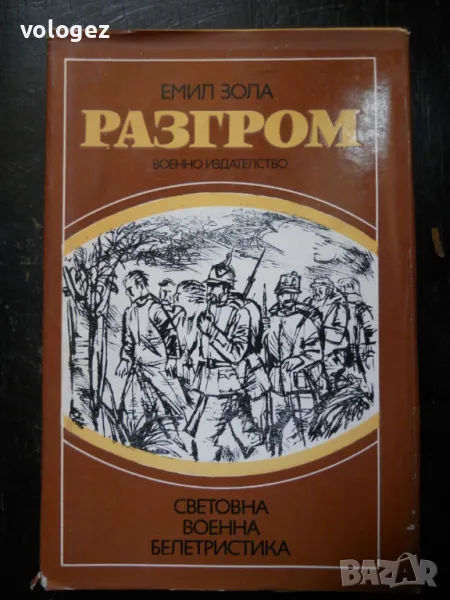 vologez
ЕМИЛ ЗОЛА
РАЗГРОМ
ВОЕННО ИЗДАТЕЛСТВО
СВЕТОВНА
ВОЕННА
БЕЛЕТРИСТИКА
BAZAR